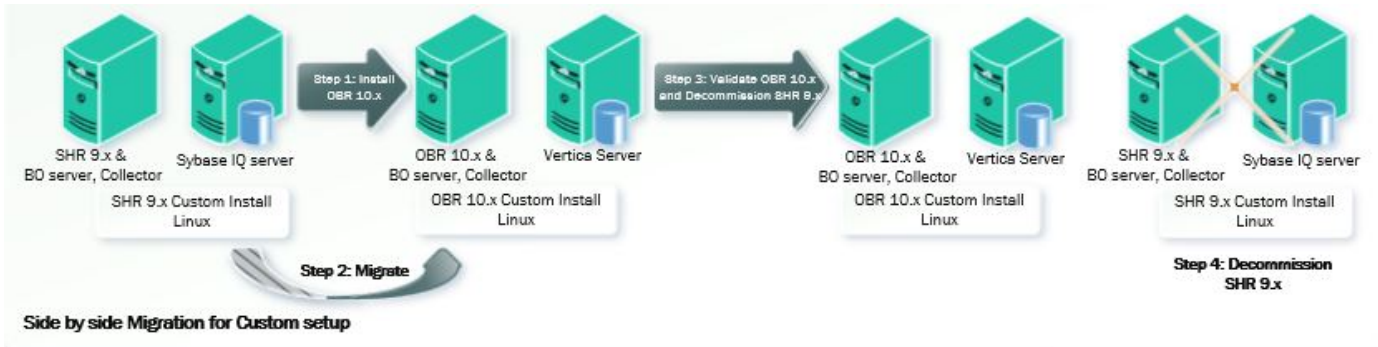 Step 1: Install
OBR 10.x
Step 3: Validate OBR 10.x
and Decommission SHR 9.x
SHR 9.x &
BO server, Collector
Sybase IQ server
SHR 9.x Custom Install
Linux
OBR 10.x &
BO server, Collector
Vertica Server
OBR 10.x Custom Install
Linux
OBR 10.x &
BO server, Collector
Vertica Server
OBR 10.x Custom Install
Linux
SHR 9.x &
BO server, Collector
Sybase IQ server
SHR 9.x Custom Install
Linux
Step 2: Migrate
Step 4: Decommission
SHR 9.x
Side by side Migration for Custom setup